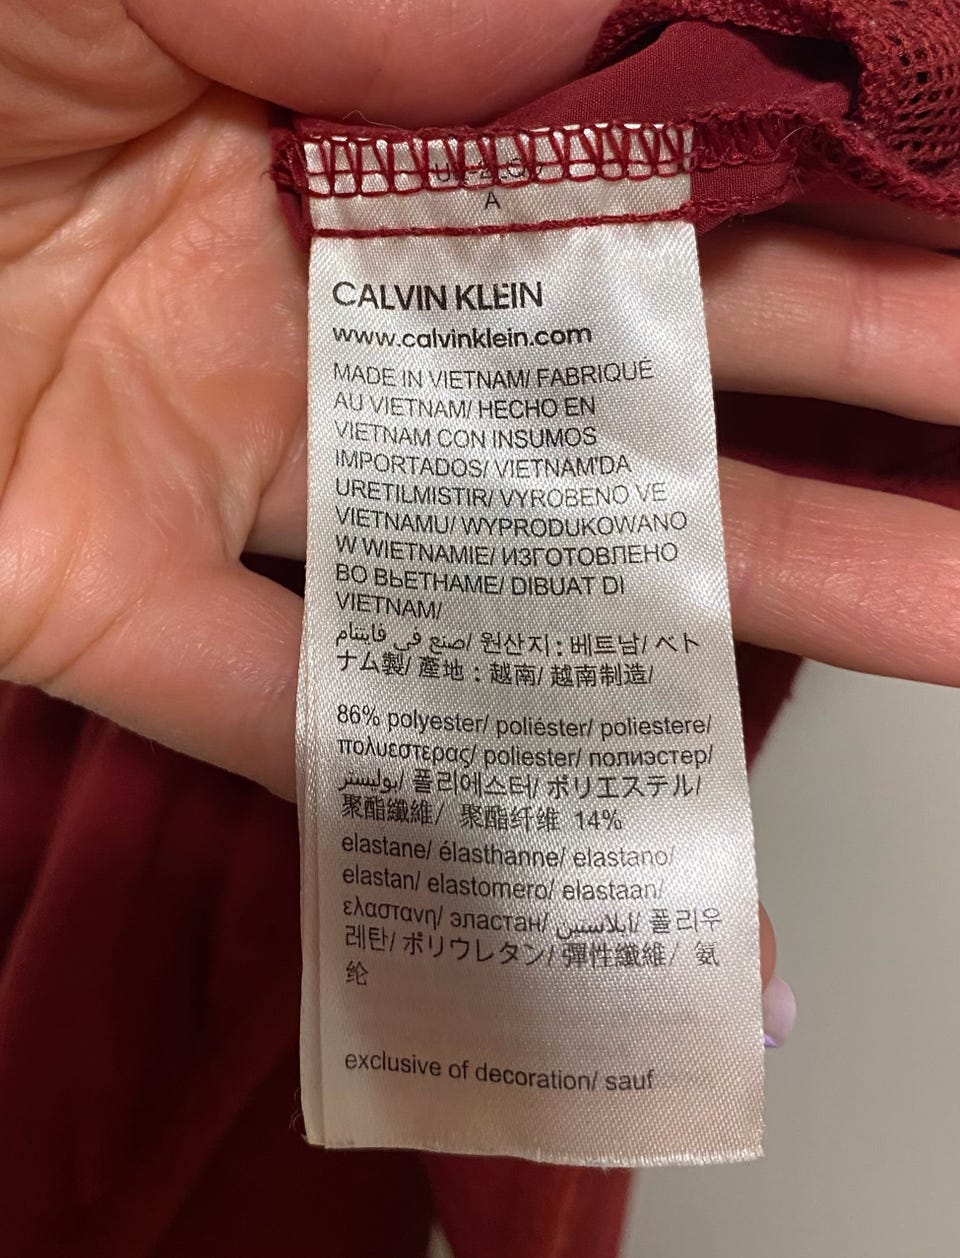 A
CALVIN KLEIN
www.calvinklein.com
MADE IN VIETNAM/ FABRIQUÉ
AU VIETNAM/ HECHO EN
VIETNAM CON INSUMOS
IMPORTADOS/ VIETNAM'DA
URETILMISTIR/ VYROBENO VE
VIETNAMU/ WYPRODUKOWANO
W WIETNAMIE/ ИЗГОТОВЛЕНО
ВО ВЬЕТНАМЕ/ DIBUAT DI
VIETNAM/
صنع في فايتنام/ 원산지 : 베트남/ ベト
ナム製/ 產地 : 越南/ 越南制造/
86% polyester/ poliéster/ poliestere/
πολυεστερας/ poliester/ полиэстер/
بوليستر/ 폴리에스터/ ポリエステル/
聚酯纖維/ 聚酯纤维 14%
elastane/ élasthanne/ elastano/
elastan/ elastomero/ elastaan/
ελαστανη/ эластан/ ايلاستين/ 폴리우
레탄/ ポリウレタン/ 彈性纖維/ 氨
纶
exclusive of decoration/ sauf